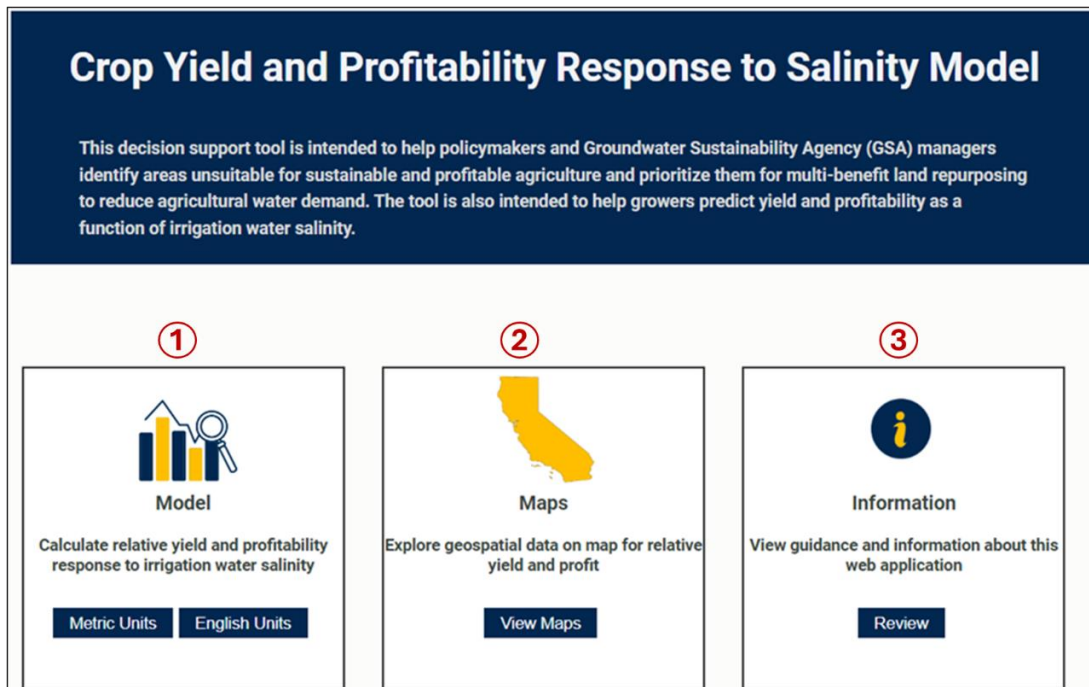 Crop Yield and Profitability Response to Salinity Model
This decision support tool is intended to help policymakers and Groundwater Sustainability Agency (GSA) managers
identify areas unsuitable for sustainable and profitable agriculture and prioritize them for multi-benefit land repurposing
to reduce agricultural water demand. The tool is also intended to help growers predict yield and profitability as a
function of irrigation water salinity.
①
Model
Calculate relative yield and profitability
response to irrigation water salinity
Metric Units
English Units
②
Maps
Explore geospatial data on map for relative
yield and profit
View Maps
③
i
Information
View guidance and information about this
web application
Review